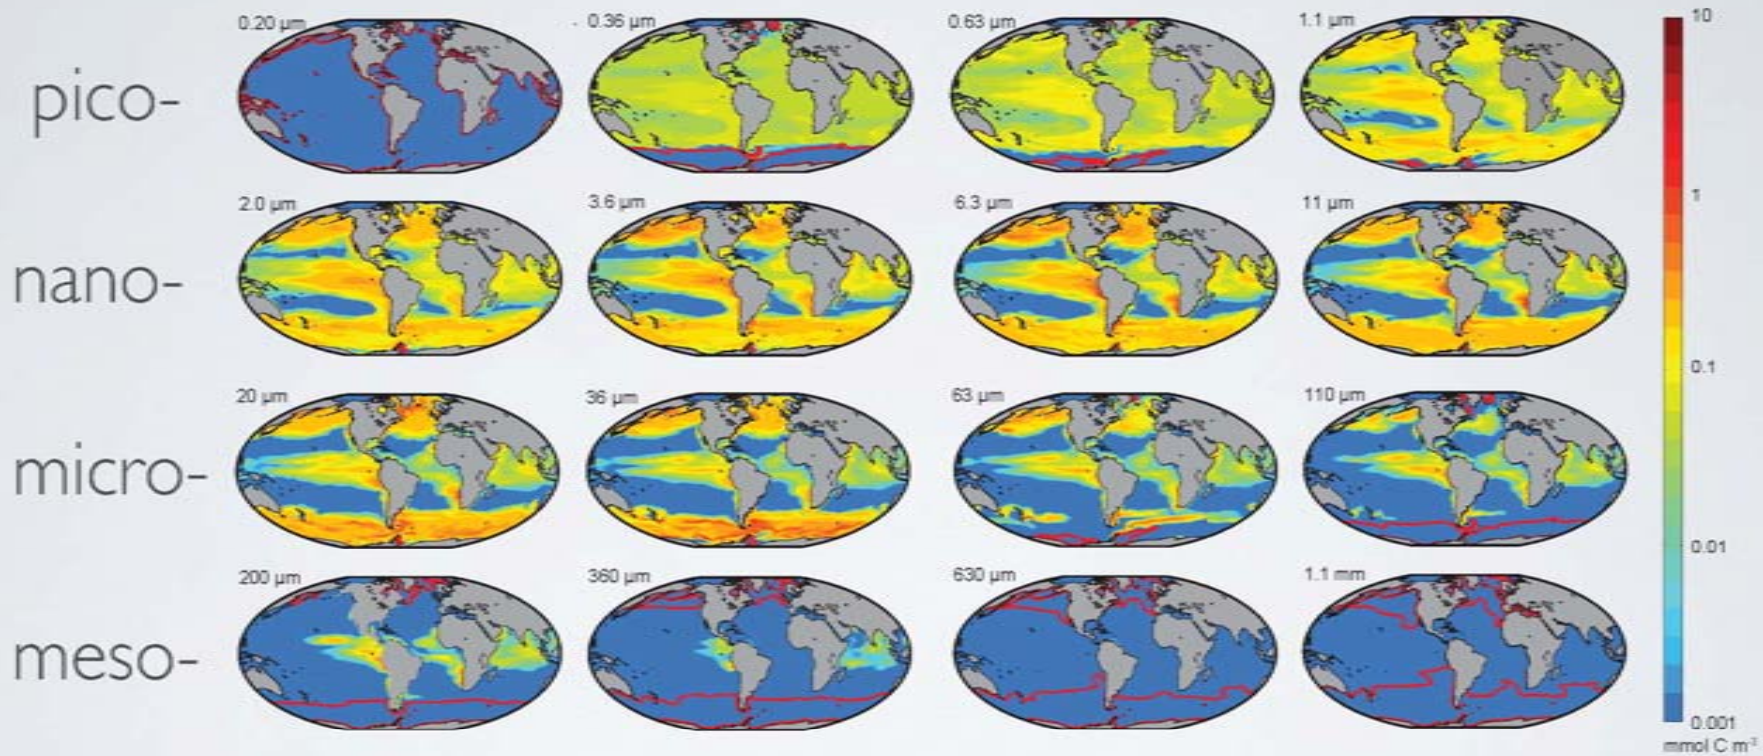 pico-
0.20 µm
0.36 µm
0.63 µm
1.1 µm
nano-
2.0 µm
3.6 µm
6.3 µm
11 µm
micro-
20 µm
36 µm
63 µm
110 µm
meso-
200 µm
360 µm
630 µm
1.1 mm
10
1
0.1
0.01
0.001
mmol C m⁻³